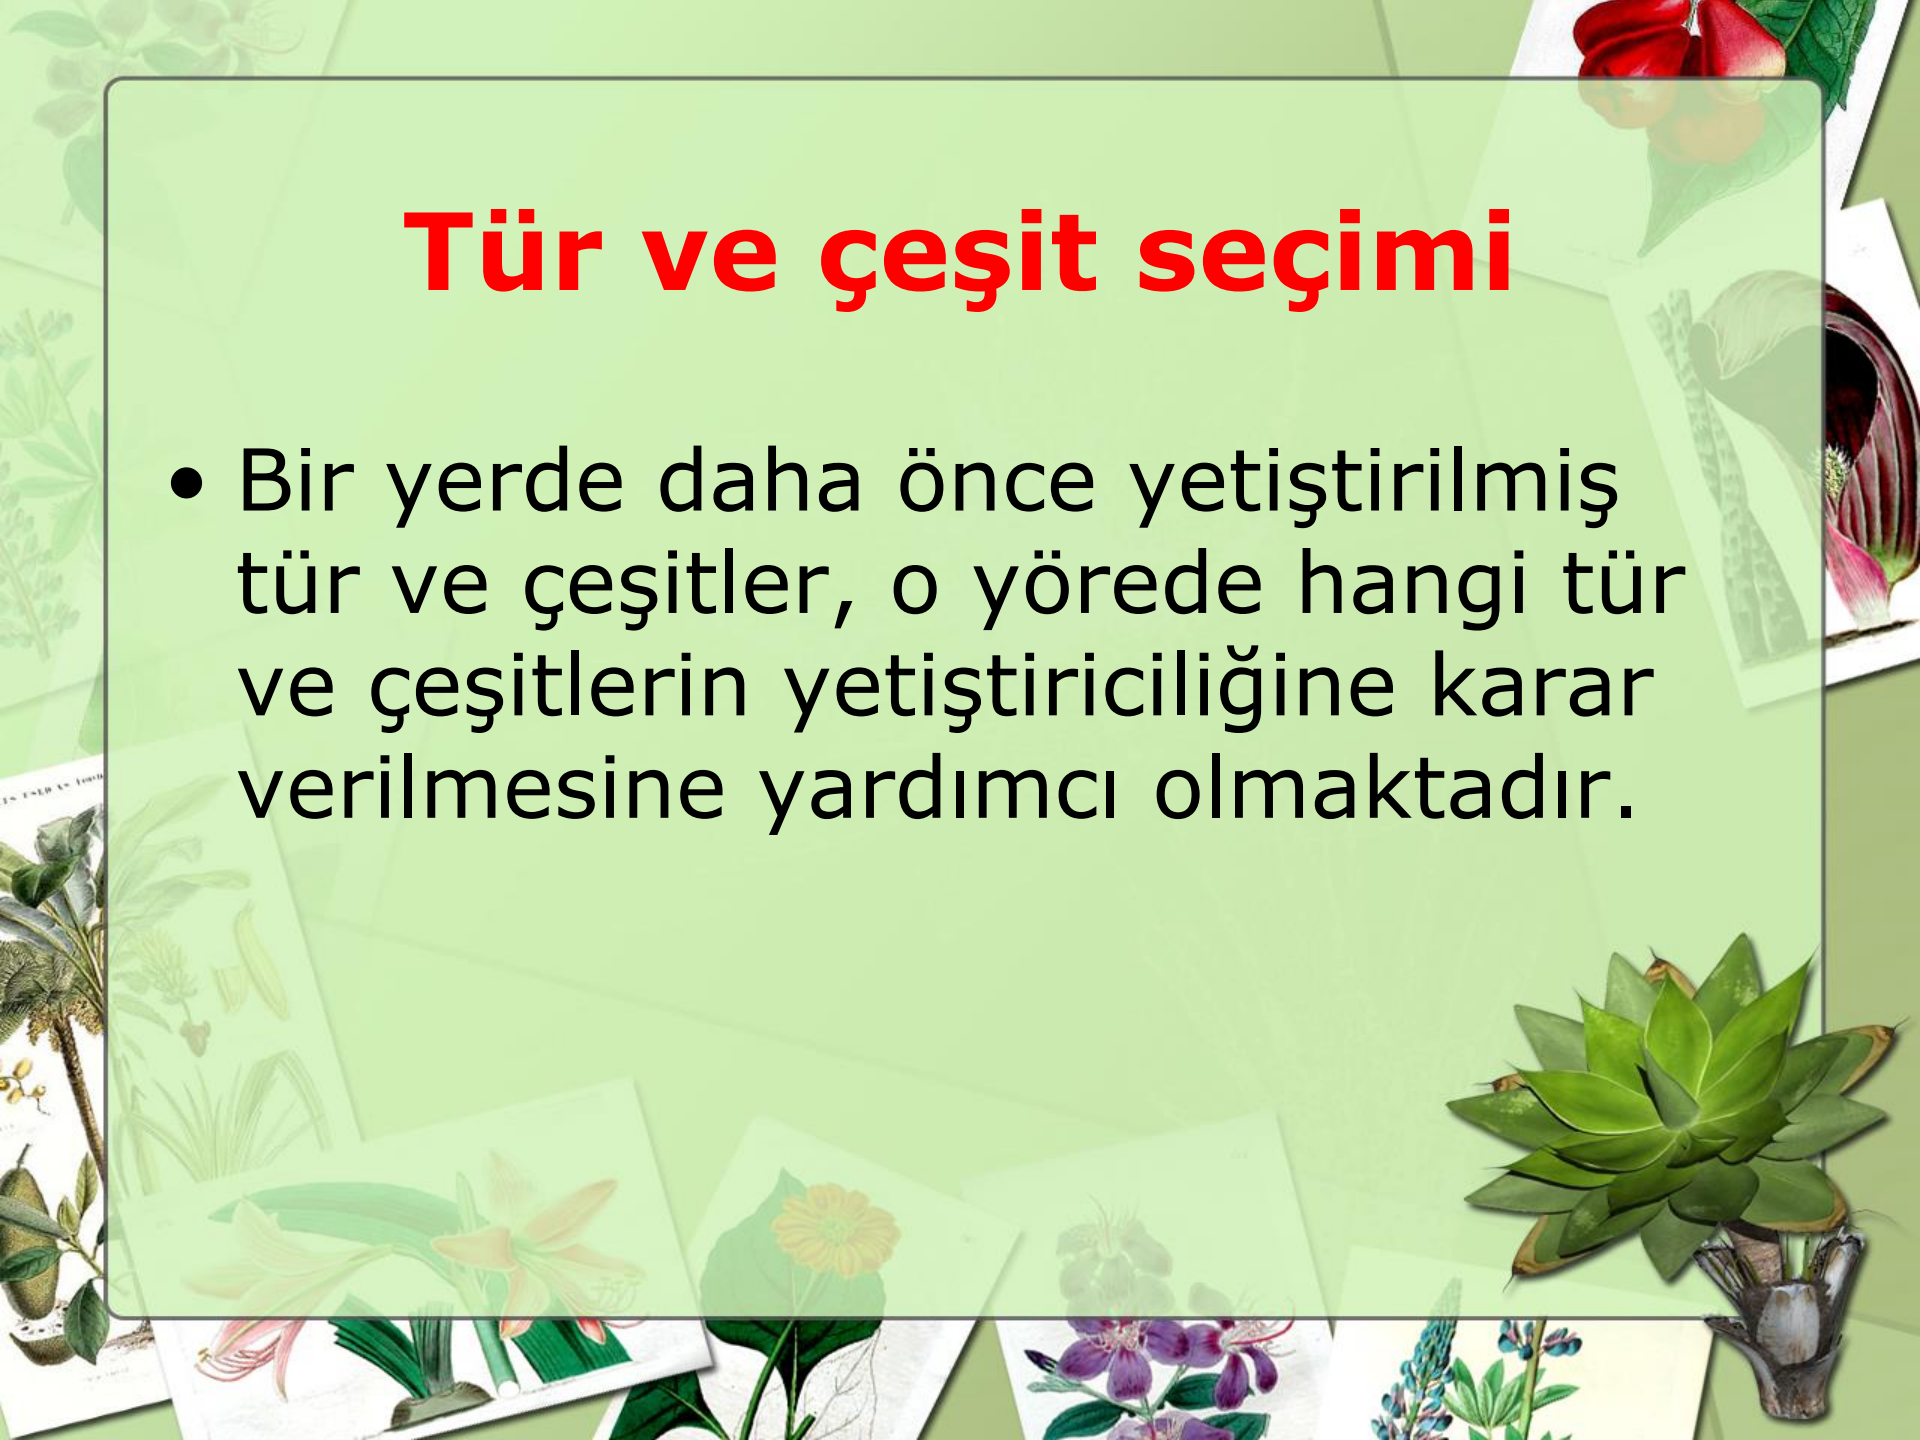 Tür ve çeşit seçimi
• Bir yerde daha önce yetiştirilmiş
tür ve çeşitler, o yörede hangi tür
ve çeşitlerin yetiştiriciliğine karar
verilmesine yardımcı olmaktadır.